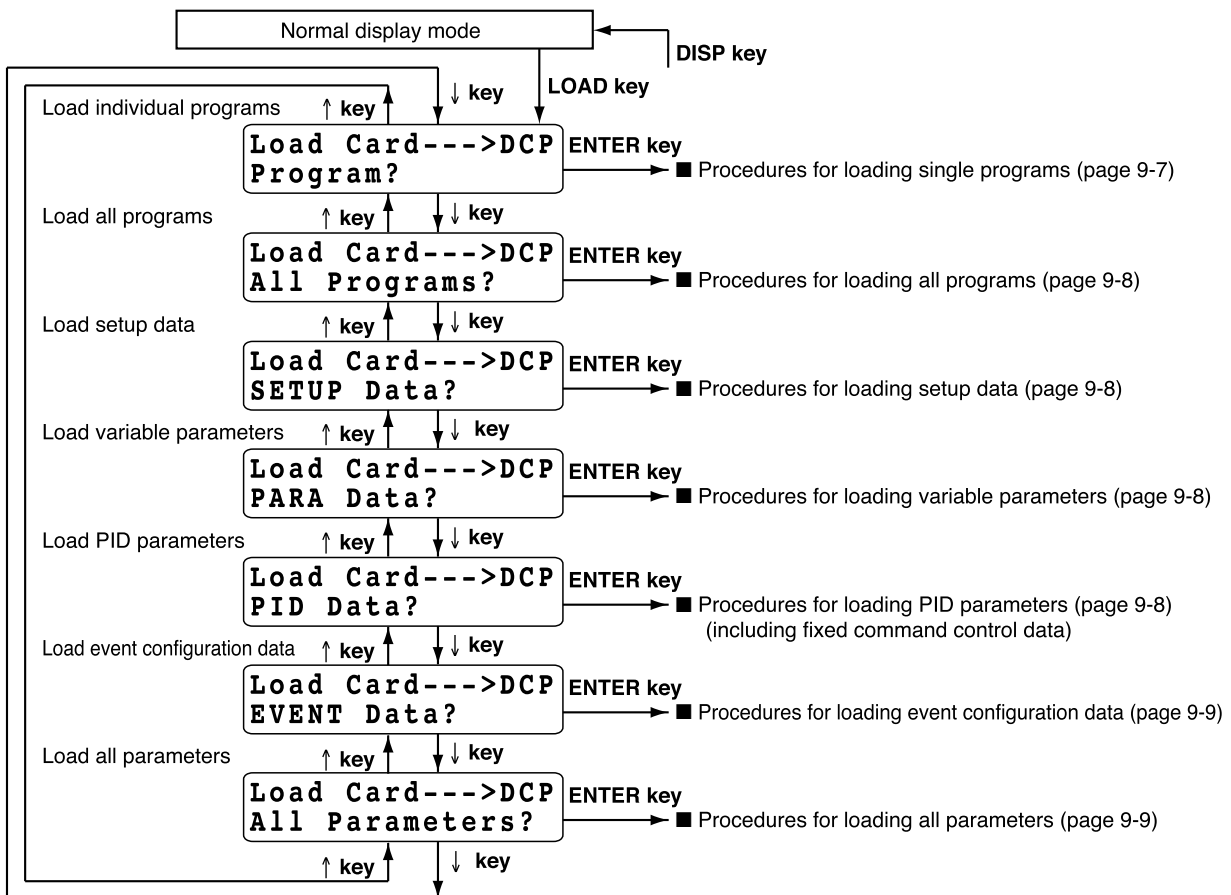 Normal display mode
DISP key
LOAD key
Load individual programs
↑ key
↓ key
Load Card--->DCP
Program?
ENTER key
■ Procedures for loading single programs (page 9-7)
Load all programs
↑ key
↓ key
Load Card--->DCP
All Programs?
ENTER key
■ Procedures for loading all programs (page 9-8)
Load setup data
↑ key
↓ key
Load Card--->DCP
SETUP Data?
ENTER key
■ Procedures for loading setup data (page 9-8)
Load variable parameters
↑ key
↓ key
Load Card--->DCP
PARA Data?
ENTER key
■ Procedures for loading variable parameters (page 9-8)
Load PID parameters
↑ key
↓ key
Load Card--->DCP
PID Data?
ENTER key
■ Procedures for loading PID parameters (page 9-8)
(including fixed command control data)
Load event configuration data
↑ key
↓ key
Load Card--->DCP
EVENT Data?
ENTER key
■ Procedures for loading event configuration data (page 9-9)
Load all parameters
↑ key
↓ key
Load Card--->DCP
All Parameters?
ENTER key
■ Procedures for loading all parameters (page 9-9)
↑ key
↓ key